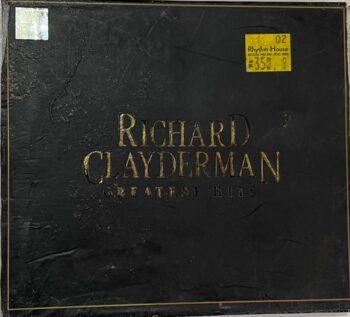 02
Rhythm House
350
RICHARD
CLAYDERMAN
GREATEST HITS